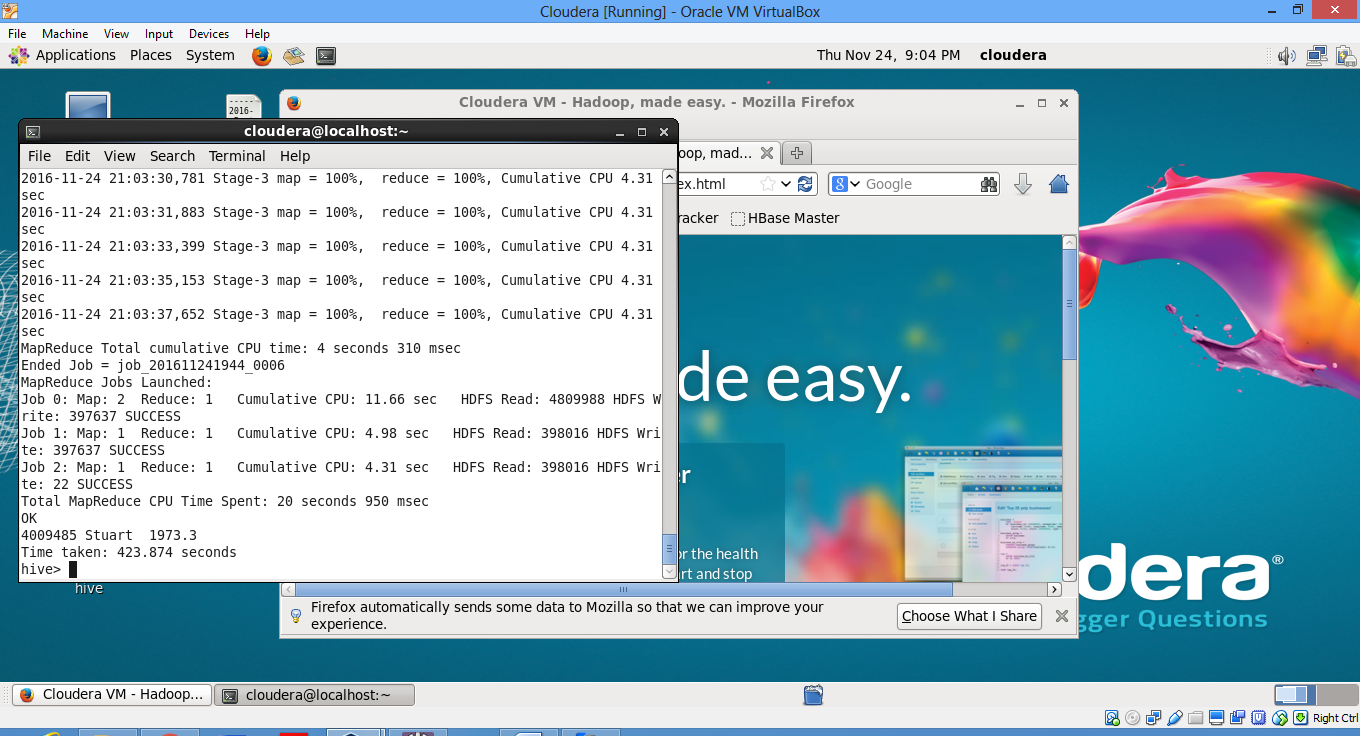 Cloudera [Running] - Oracle VM VirtualBox
File Machine View Input Devices Help
Applications Places System
Thu Nov 24, 9:04 PM cloudera
2016-
Cloudera VM - Hadoop, made easy. - Mozilla Firefox
cloudera@localhost:~
File Edit View Search Terminal Help
oop, mad...
ex.html
Google
racker
HBase Master
2016-11-24 21:03:30,781 Stage-3 map = 100%,  reduce = 100%, Cumulative CPU 4.31
sec
2016-11-24 21:03:31,883 Stage-3 map = 100%,  reduce = 100%, Cumulative CPU 4.31
sec
2016-11-24 21:03:33,399 Stage-3 map = 100%,  reduce = 100%, Cumulative CPU 4.31
sec
2016-11-24 21:03:35,153 Stage-3 map = 100%,  reduce = 100%, Cumulative CPU 4.31
sec
2016-11-24 21:03:37,652 Stage-3 map = 100%,  reduce = 100%, Cumulative CPU 4.31
sec
MapReduce Total cumulative CPU time: 4 seconds 310 msec
Ended Job = job_201611241944_0006
MapReduce Jobs Launched:
Job 0: Map: 2  Reduce: 1   Cumulative CPU: 11.66 sec   HDFS Read: 4809988 HDFS W
rite: 397637 SUCCESS
Job 1: Map: 1  Reduce: 1   Cumulative CPU: 4.98 sec   HDFS Read: 398016 HDFS Wri
te: 397637 SUCCESS
Job 2: Map: 1  Reduce: 1   Cumulative CPU: 4.31 sec   HDFS Read: 398016 HDFS Wri
te: 22 SUCCESS
Total MapReduce CPU Time Spent: 20 seconds 950 msec
OK
4009485 Stuart  1973.3
Time taken: 423.874 seconds
hive>
de easy.
er
or the health
rt and stop
hive
dera®
gger Questions
Firefox automatically sends some data to Mozilla so that we can improve your
experience.
Choose What I Share
Cloudera VM - Hadoop...
cloudera@localhost:~
Right Ctrl